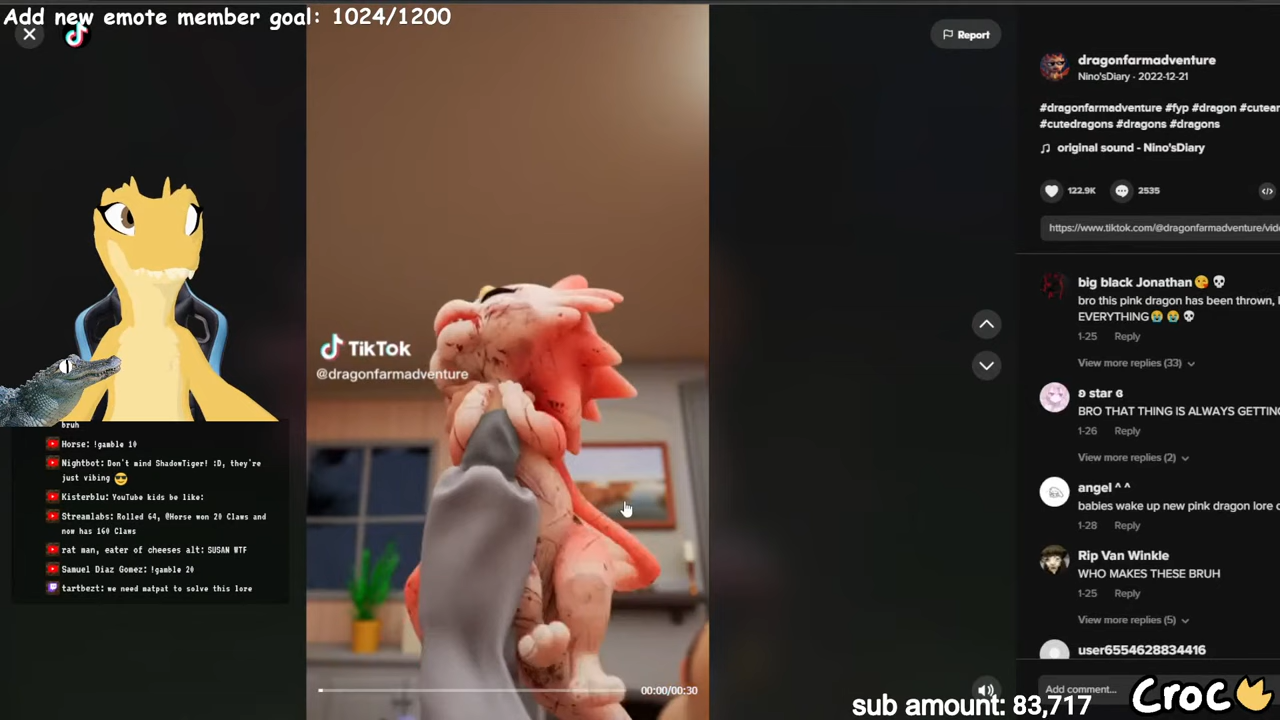 Add new emote member goal: 1024/1200
Report
dragonfarmadventure
Nino'sDiary · 2022-12-21
#dragonfarmadventure #fyp #dragon
#cutedragons #dragons #dragons
original sound - Nino'sDiary
122.9K
2535
https://www.tiktok.com/@dragonfarmadventure/
big black Jonathan 😘 💀
bro this pink dragon has been thrown,
EVERYTHING😭 😭 💀
1-25 Reply
View more replies (33)
ʚ star ɞ
BRO THAT THING IS ALWAYS
1-26 Reply
View more replies (2)
angel ^ ^
babies wake up new pink dragon lore
1-28 Reply
Rip Van Winkle
WHO MAKES THESE BRUH
1-25 Reply
View more replies (5)
user6554628834416
Add comment...
TikTok
@dragonfarmadventure
00:00/00:30
bruh
Horse: !gamble 10
Nightbot: Don't mind ShadowTiger! :D, they're
just vibing 😎
Kisterblu: YouTube kids be like:
Streamlabs: Rolled 64, @Horse won 20 Claws and
now has 160 Claws
rat man, eater of cheeses alt: SUSAN WTF
Samuel Diaz Gomez: !gamble 20
tartbezt: we need matpat to solve this lore
sub amount: 83,717
Croc